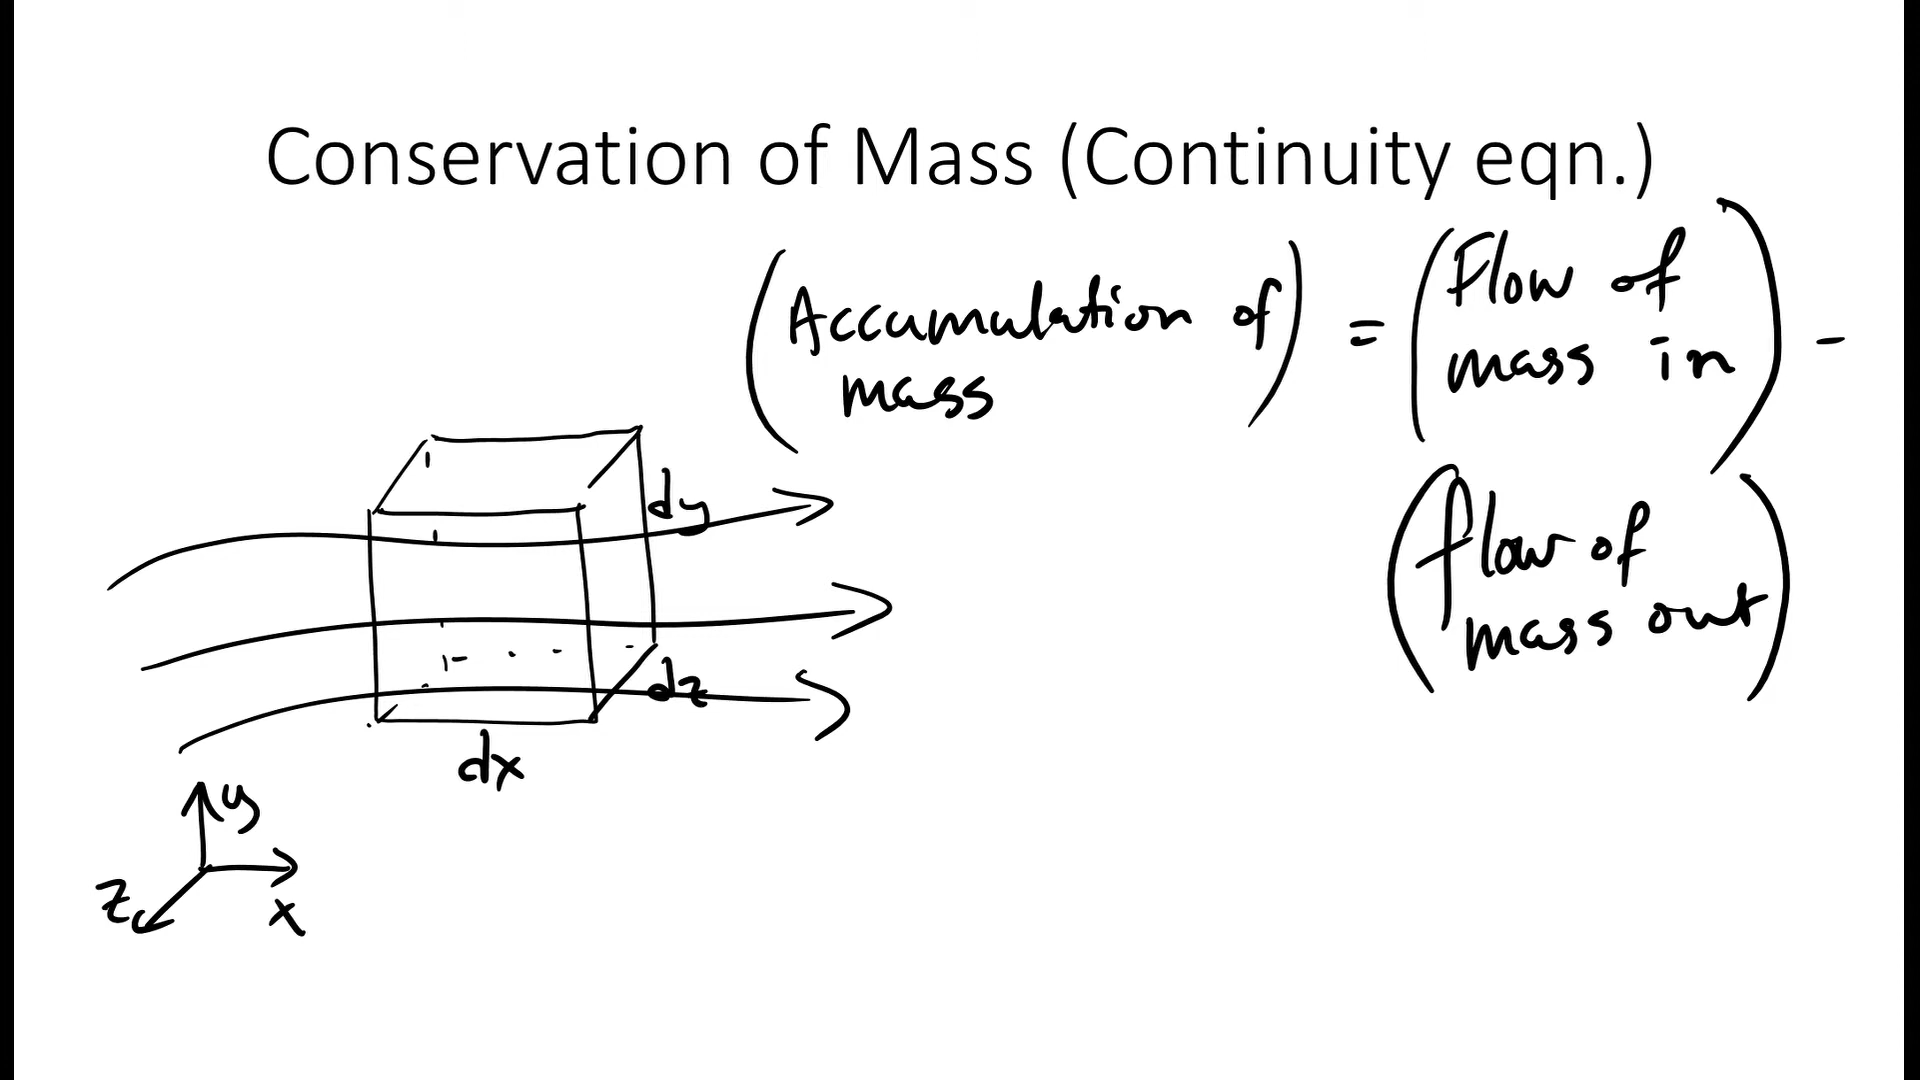 Conservation of Mass (Continuity eqn.)
(Accumulation of mass) = (Flow of mass in) -
(flow of mass out)
dy
dz
dx
y
z
x